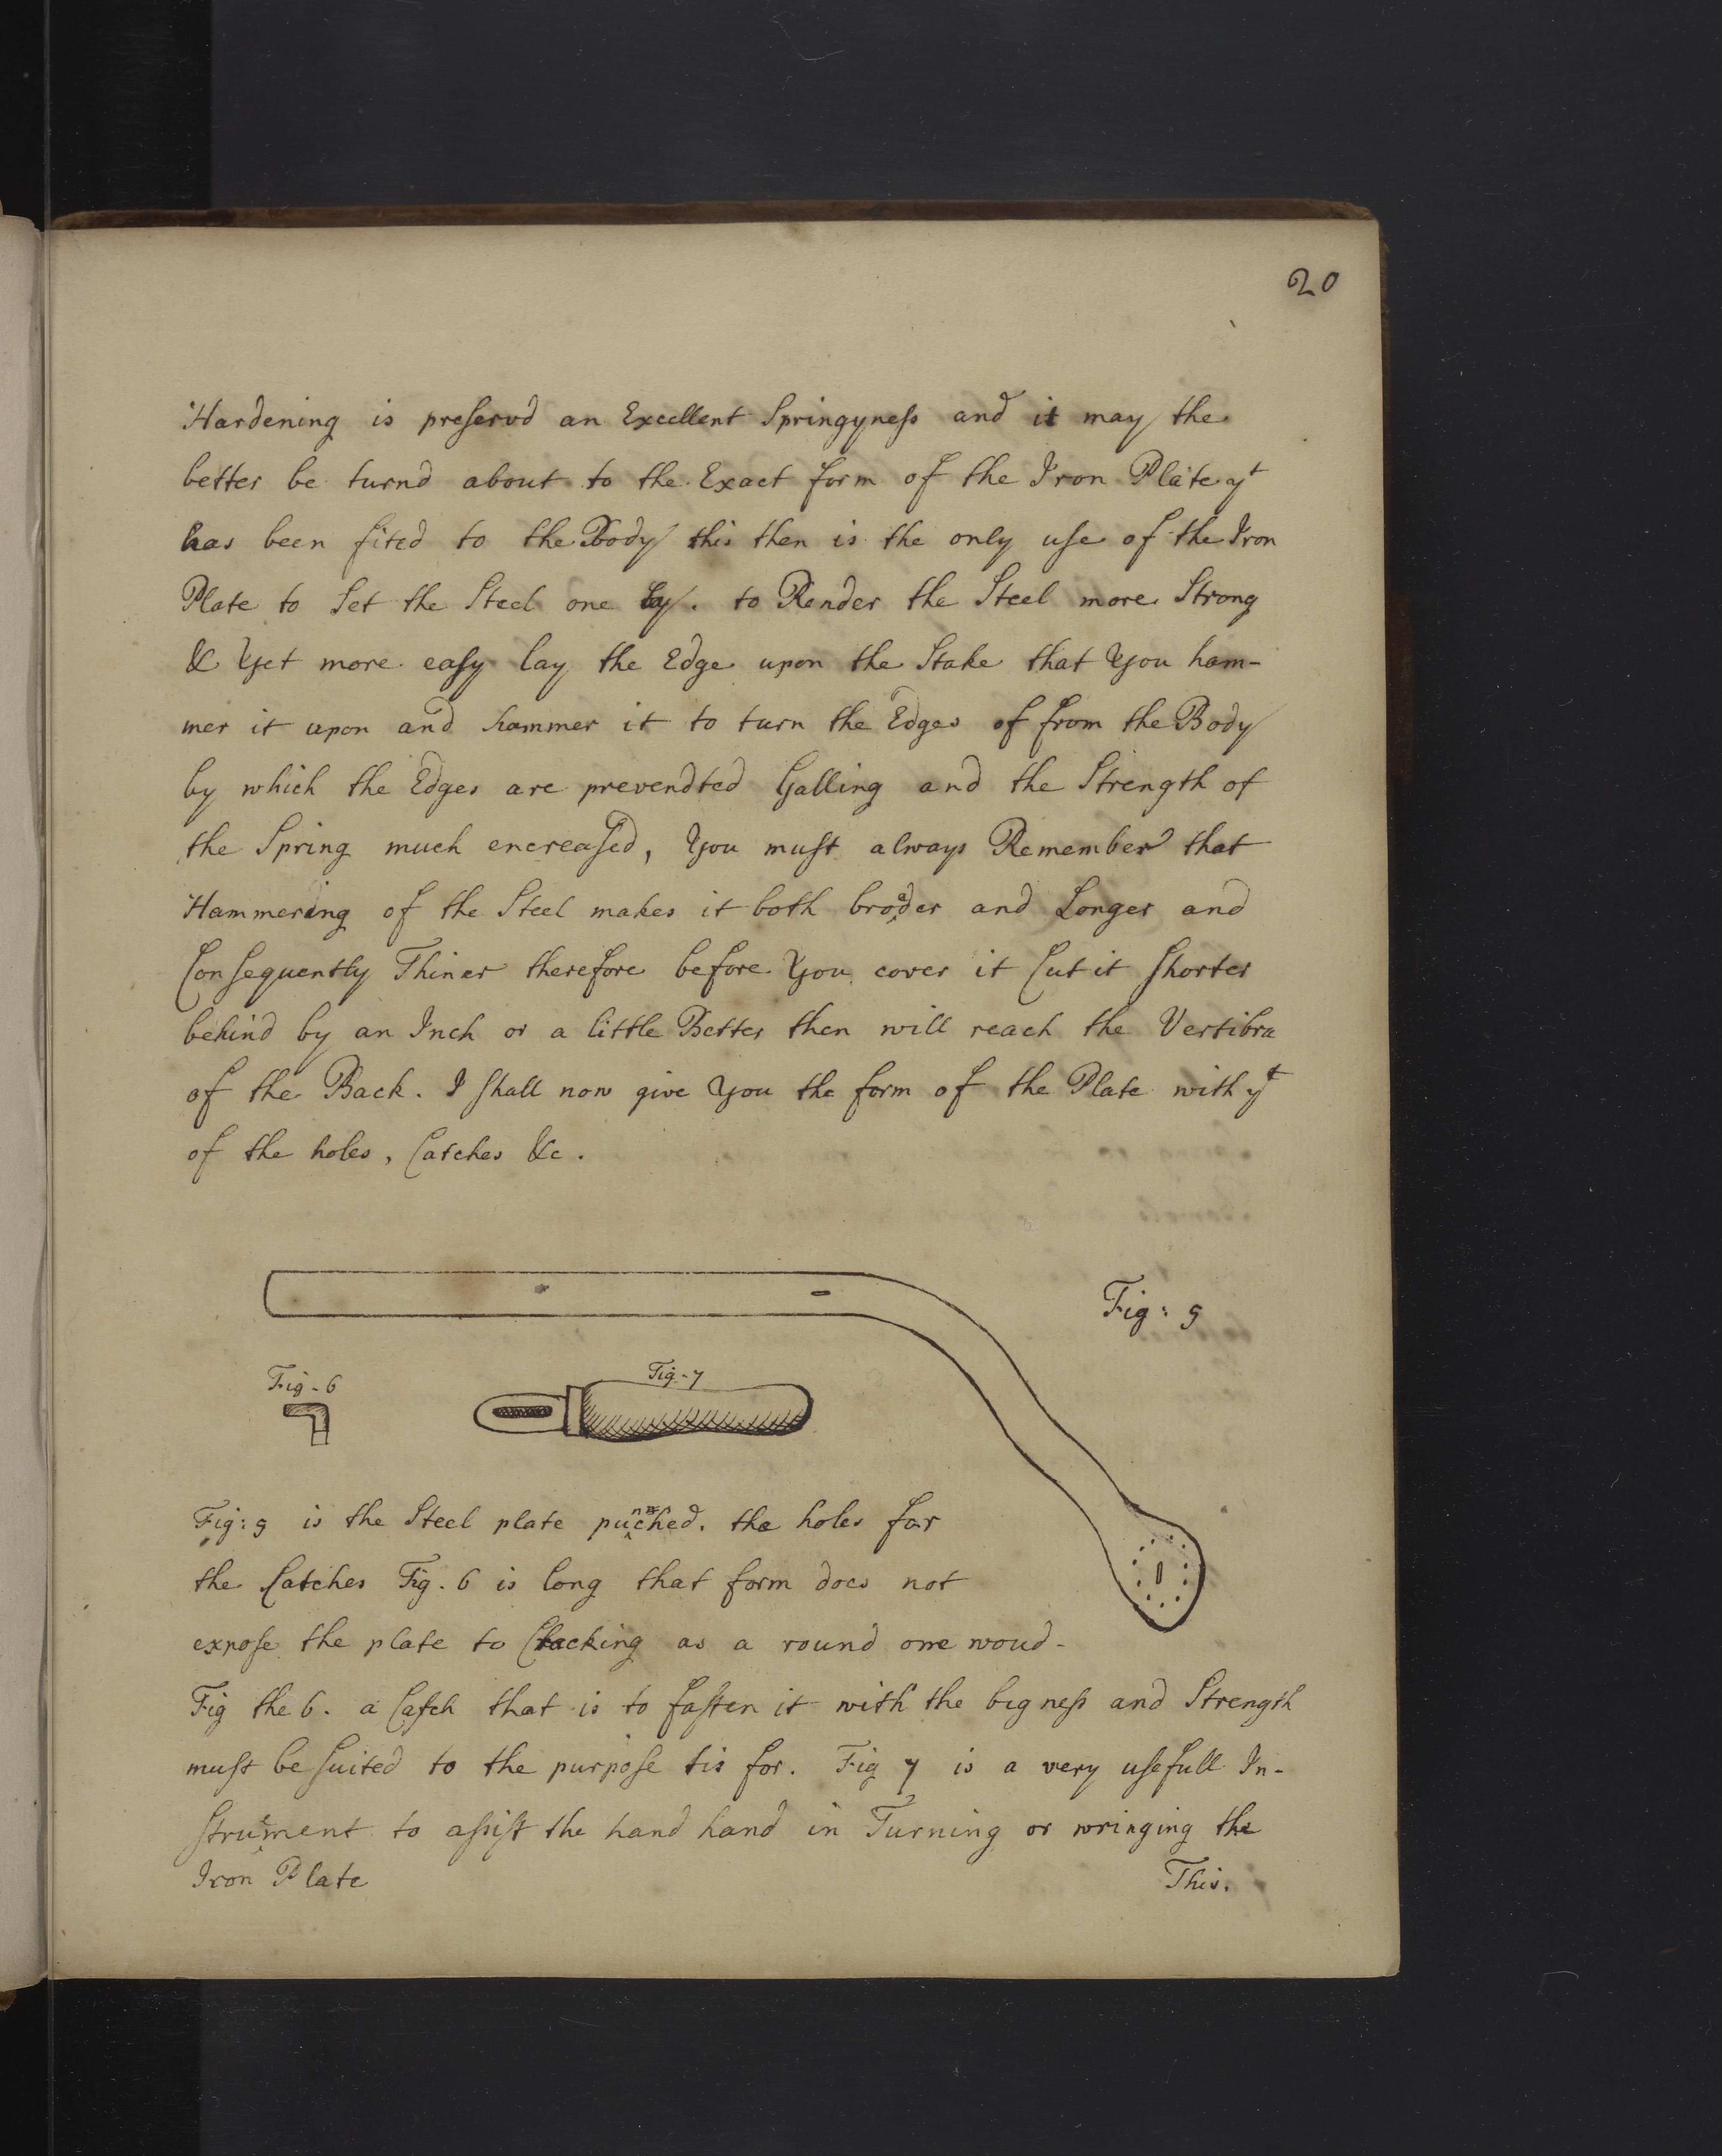 20
Hardening is preſervd an Excellent Springyneſs and it may the
better be turnd about to the Exact form of the Iron Plate yt
has been fited to the Body this then is the only uſe of the Iron
Plate to Set the Steel one by. to Render the Steel more Strong
& Yet more eaſy lay the Edge upon the Stake that You ham-
mer it upon and hammer it to turn the Edges of from the Body
by which the Edges are prevendted Galling and the Strength of
the Spring much encreaſed, You muſt always Remember that
Hammering of the Steel makes it both broader and Longer and
Conſequently Thiner therefore before You cover it Cut it ſhorter
behind by an Inch or a little Better then will reach the Vertibra
of the Back. I ſhall now give You the form of the Plate with yt
of the holes, Catches &c.
Fig: 5
Fig - 6
Fig - 7
Fig: 5 is the Steel plate punched. the holes for
the Catches Fig. 6 is long that form does not
expoſe the plate to Cracking as a round one woud-
Fig the 6. a Catch that is to faſten it with the bigneſs and Strength
muſt be ſuited to the purpoſe tis for. Fig 7 is a very uſefull In-
ſtrument to aſsiſt the hand hand in Turning or wringing the
Iron Plate This.